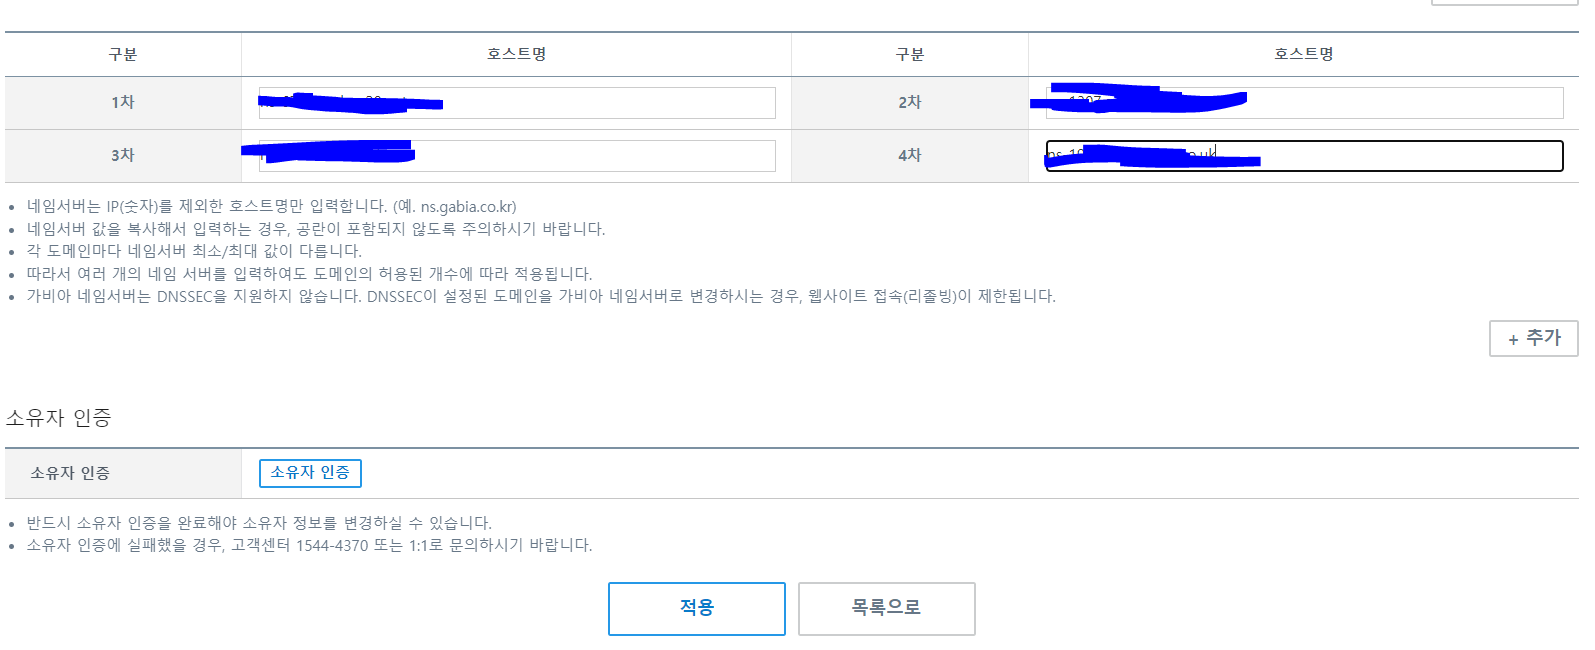 구분 호스트명 구분 호스트명
1차 2차
3차 4차
네임서버는 IP(숫자)를 제외한 호스트명만 입력합니다. (예. ns.gabia.co.kr)
네임서버 값을 복사해서 입력하는 경우, 공란이 포함되지 않도록 주의하시기 바랍니다.
각 도메인마다 네임서버 최소/최대 값이 다릅니다.
따라서 여러 개의 네임 서버를 입력하여도 도메인의 허용된 개수에 따라 적용됩니다.
가비아 네임서버는 DNSSEC을 지원하지 않습니다. DNSSEC이 설정된 도메인을 가비아 네임서버로 변경하시는 경우, 웹사이트 접속(리졸빙)이 제한됩니다.
+ 추가
소유자 인증
소유자 인증 소유자 인증
반드시 소유자 인증을 완료해야 소유자 정보를 변경하실 수 있습니다.
소유자 인증에 실패했을 경우, 고객센터 1544-4370 또는 1:1로 문의하시기 바랍니다.
적용 목록으로